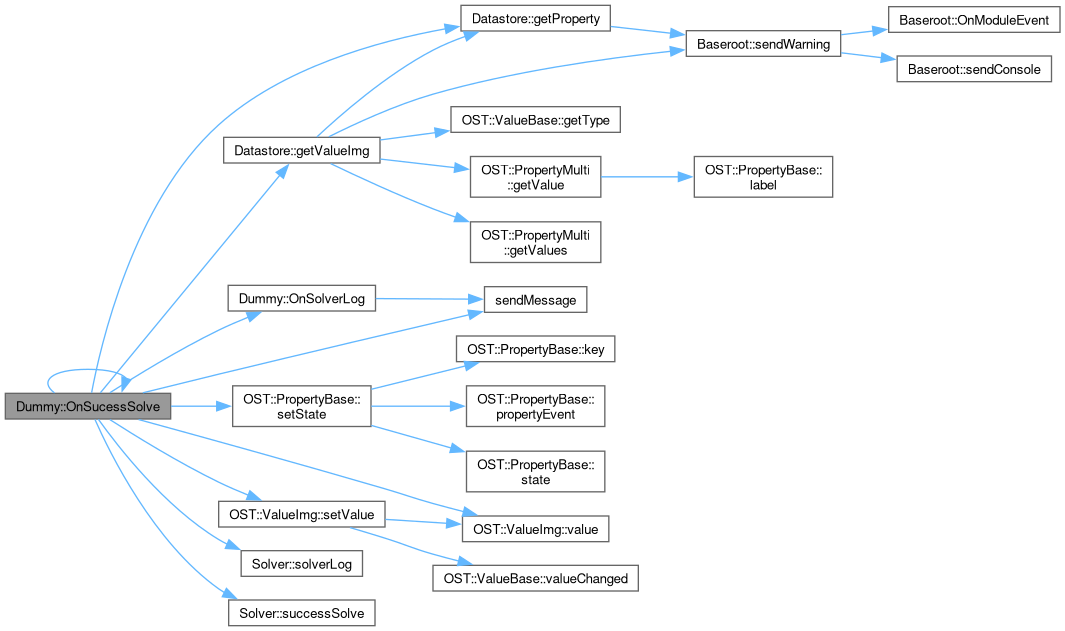 Datastore::getProperty
Baseroot::OnModuleEvent
Baseroot::sendWarning
Baseroot::sendConsole
OST::ValueBase::getType
Datastore::getValueImg
OST::PropertyMulti
::getValue
OST::PropertyBase::
label
OST::PropertyMulti
::getValues
Dummy::OnSolverLog
sendMessage
OST::PropertyBase::key
Dummy::OnSucessSolve
OST::PropertyBase::
setState
OST::PropertyBase::
propertyEvent
OST::PropertyBase::
state
OST::ValueImg::setValue
OST::ValueImg::value
Solver::solverLog
OST::ValueBase::valueChanged
Solver::successSolve